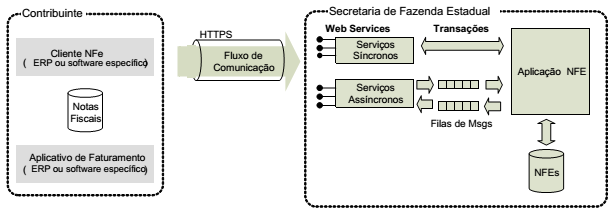 Contribuinte
Cliente NFe
( ERP ou software específico)
Notas
Fiscais
Aplicativo de Faturamento
( ERP ou software específico)
HTTPS
Fluxo de
Comunicação
Secretaria de Fazenda Estadual
Web Services
Transações
Serviços
Síncronos
Serviços
Assíncronos
Filas de Msgs
Aplicação NFE
NFEs